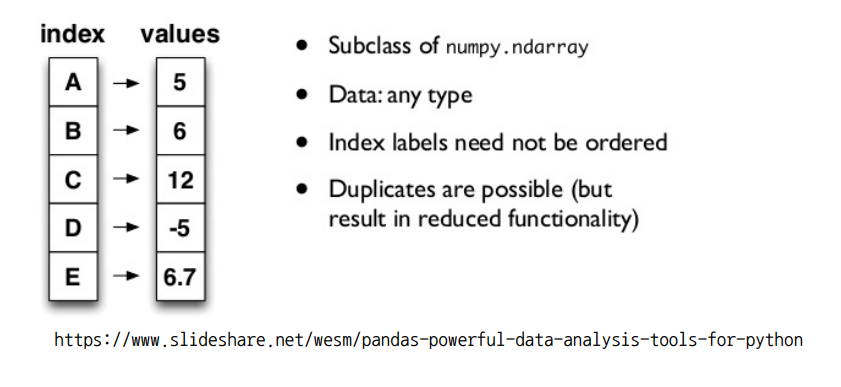 index values
A → 5
B → 6
C → 12
D → -5
E → 6.7
• Subclass of numpy.ndarray
• Data: any type
• Index labels need not be ordered
• Duplicates are possible (but
result in reduced functionality)
https://www.slideshare.net/wesm/pandas-powerful-data-analysis-tools-for-python